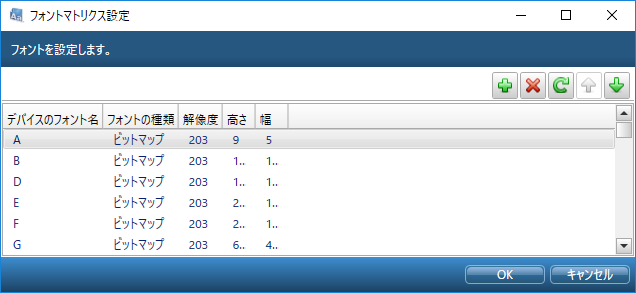 フォントマトリクス設定
フォントを設定します。
デバイスのフォント名 フォントの種類 解像度 高さ 幅
A ビットマップ 203 9 5
B ビットマップ 203 1.. 1..
D ビットマップ 203 1.. 1..
E ビットマップ 203 2.. 1..
F ビットマップ 203 2.. 1..
G ビットマップ 203 6.. 4..
OK キャンセル